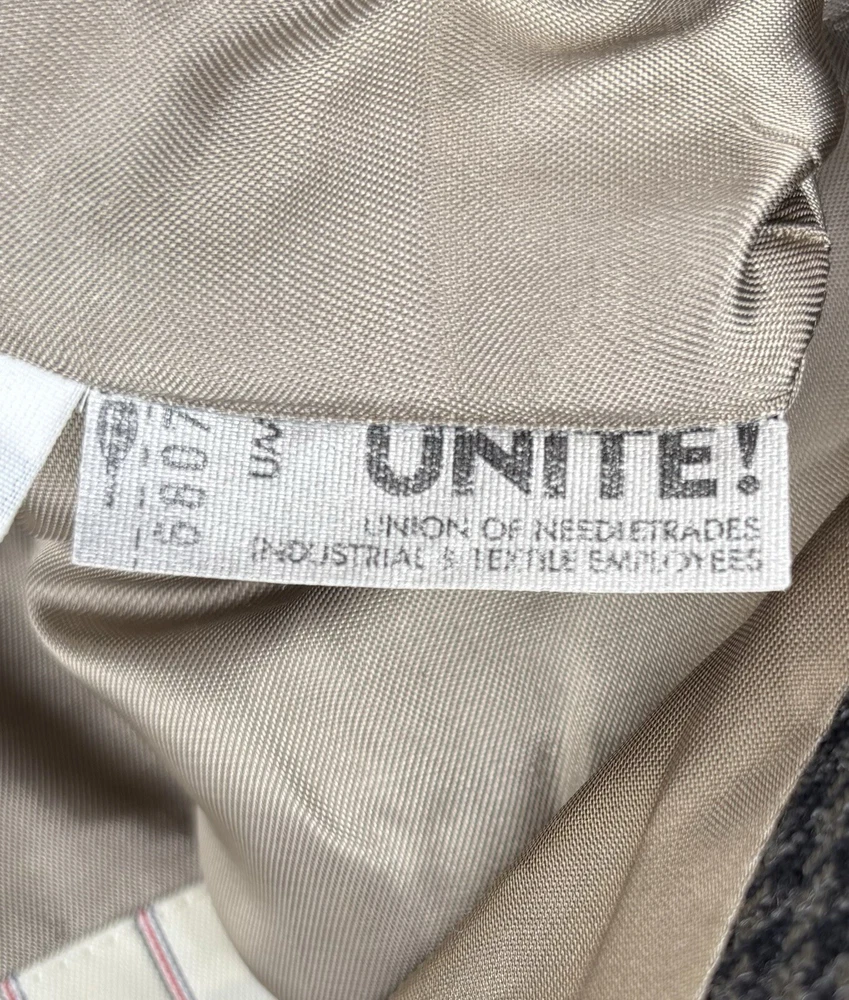 UNITE!
UNION OF NEEDLETRADES
INDUSTRIAL & TEXTILE EMPLOYEES